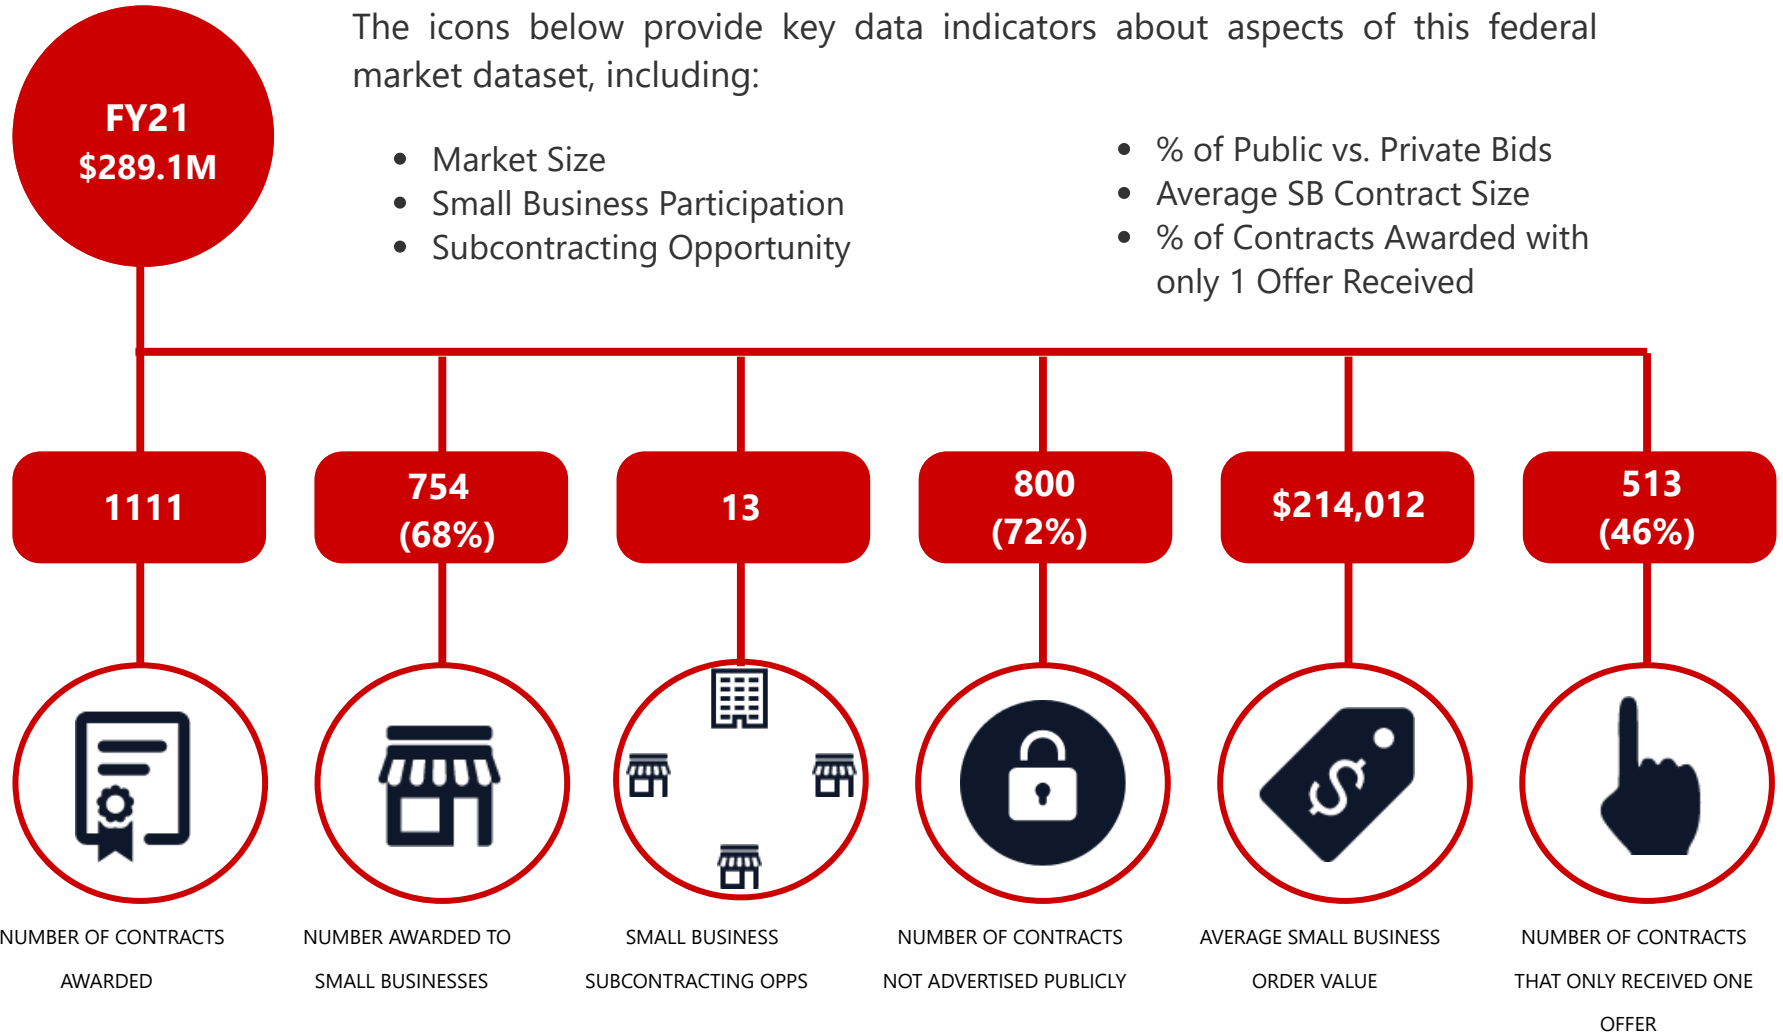 The icons below provide key data indicators about aspects of this federal
market dataset, including:
FY21
$289.1M
• Market Size
• Small Business Participation
• Subcontracting Opportunity
• % of Public vs. Private Bids
• Average SB Contract Size
• % of Contracts Awarded with
only 1 Offer Received
1111
754
(68%)
13
800
(72%)
$214,012
513
(46%)
NUMBER OF CONTRACTS
AWARDED
NUMBER AWARDED TO
SMALL BUSINESSES
SMALL BUSINESS
SUBCONTRACTING OPPS
NUMBER OF CONTRACTS
NOT ADVERTISED PUBLICLY
AVERAGE SMALL BUSINESS
ORDER VALUE
NUMBER OF CONTRACTS
THAT ONLY RECEIVED ONE
OFFER